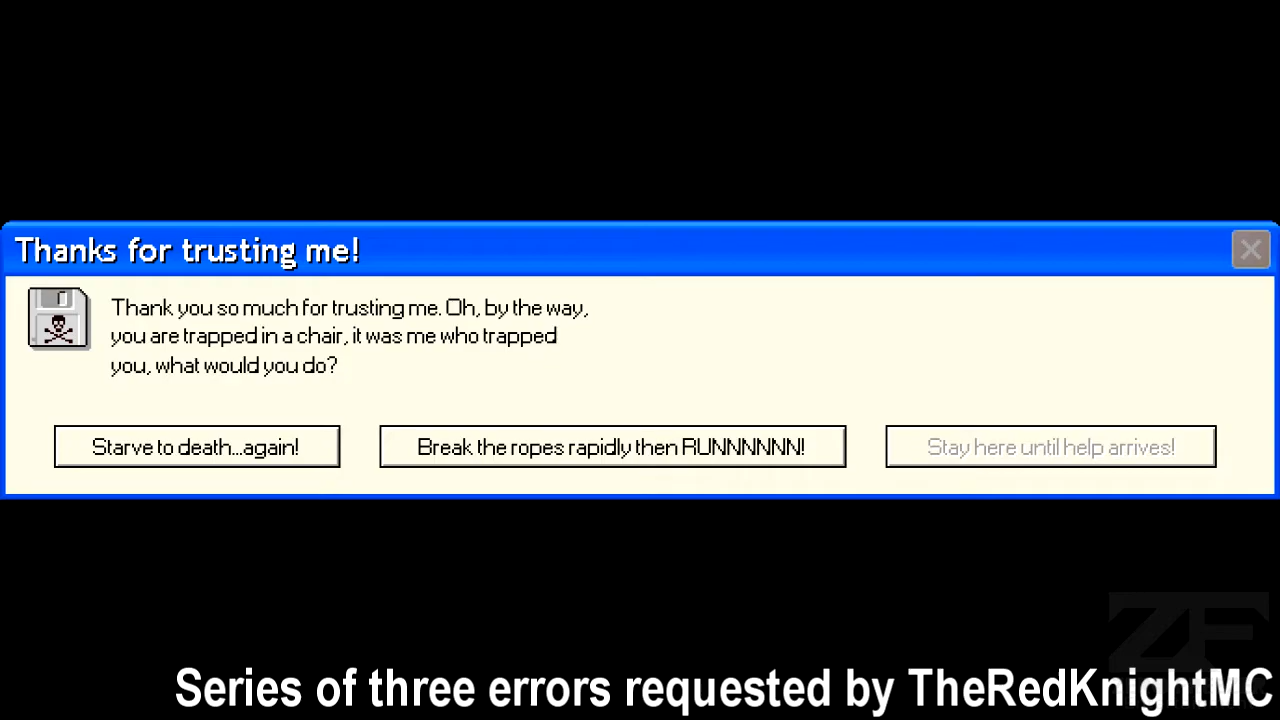 Thanks for trusting me!
Thank you so much for trusting me. Oh, by the way,
you are trapped in a chair, it was me who trapped
you, what would you do?
Starve to death...again!
Break the ropes rapidly then RUNNNNNN!
Stay here until help arrives!
ZF
Series of three errors requested by TheRedKnightMC